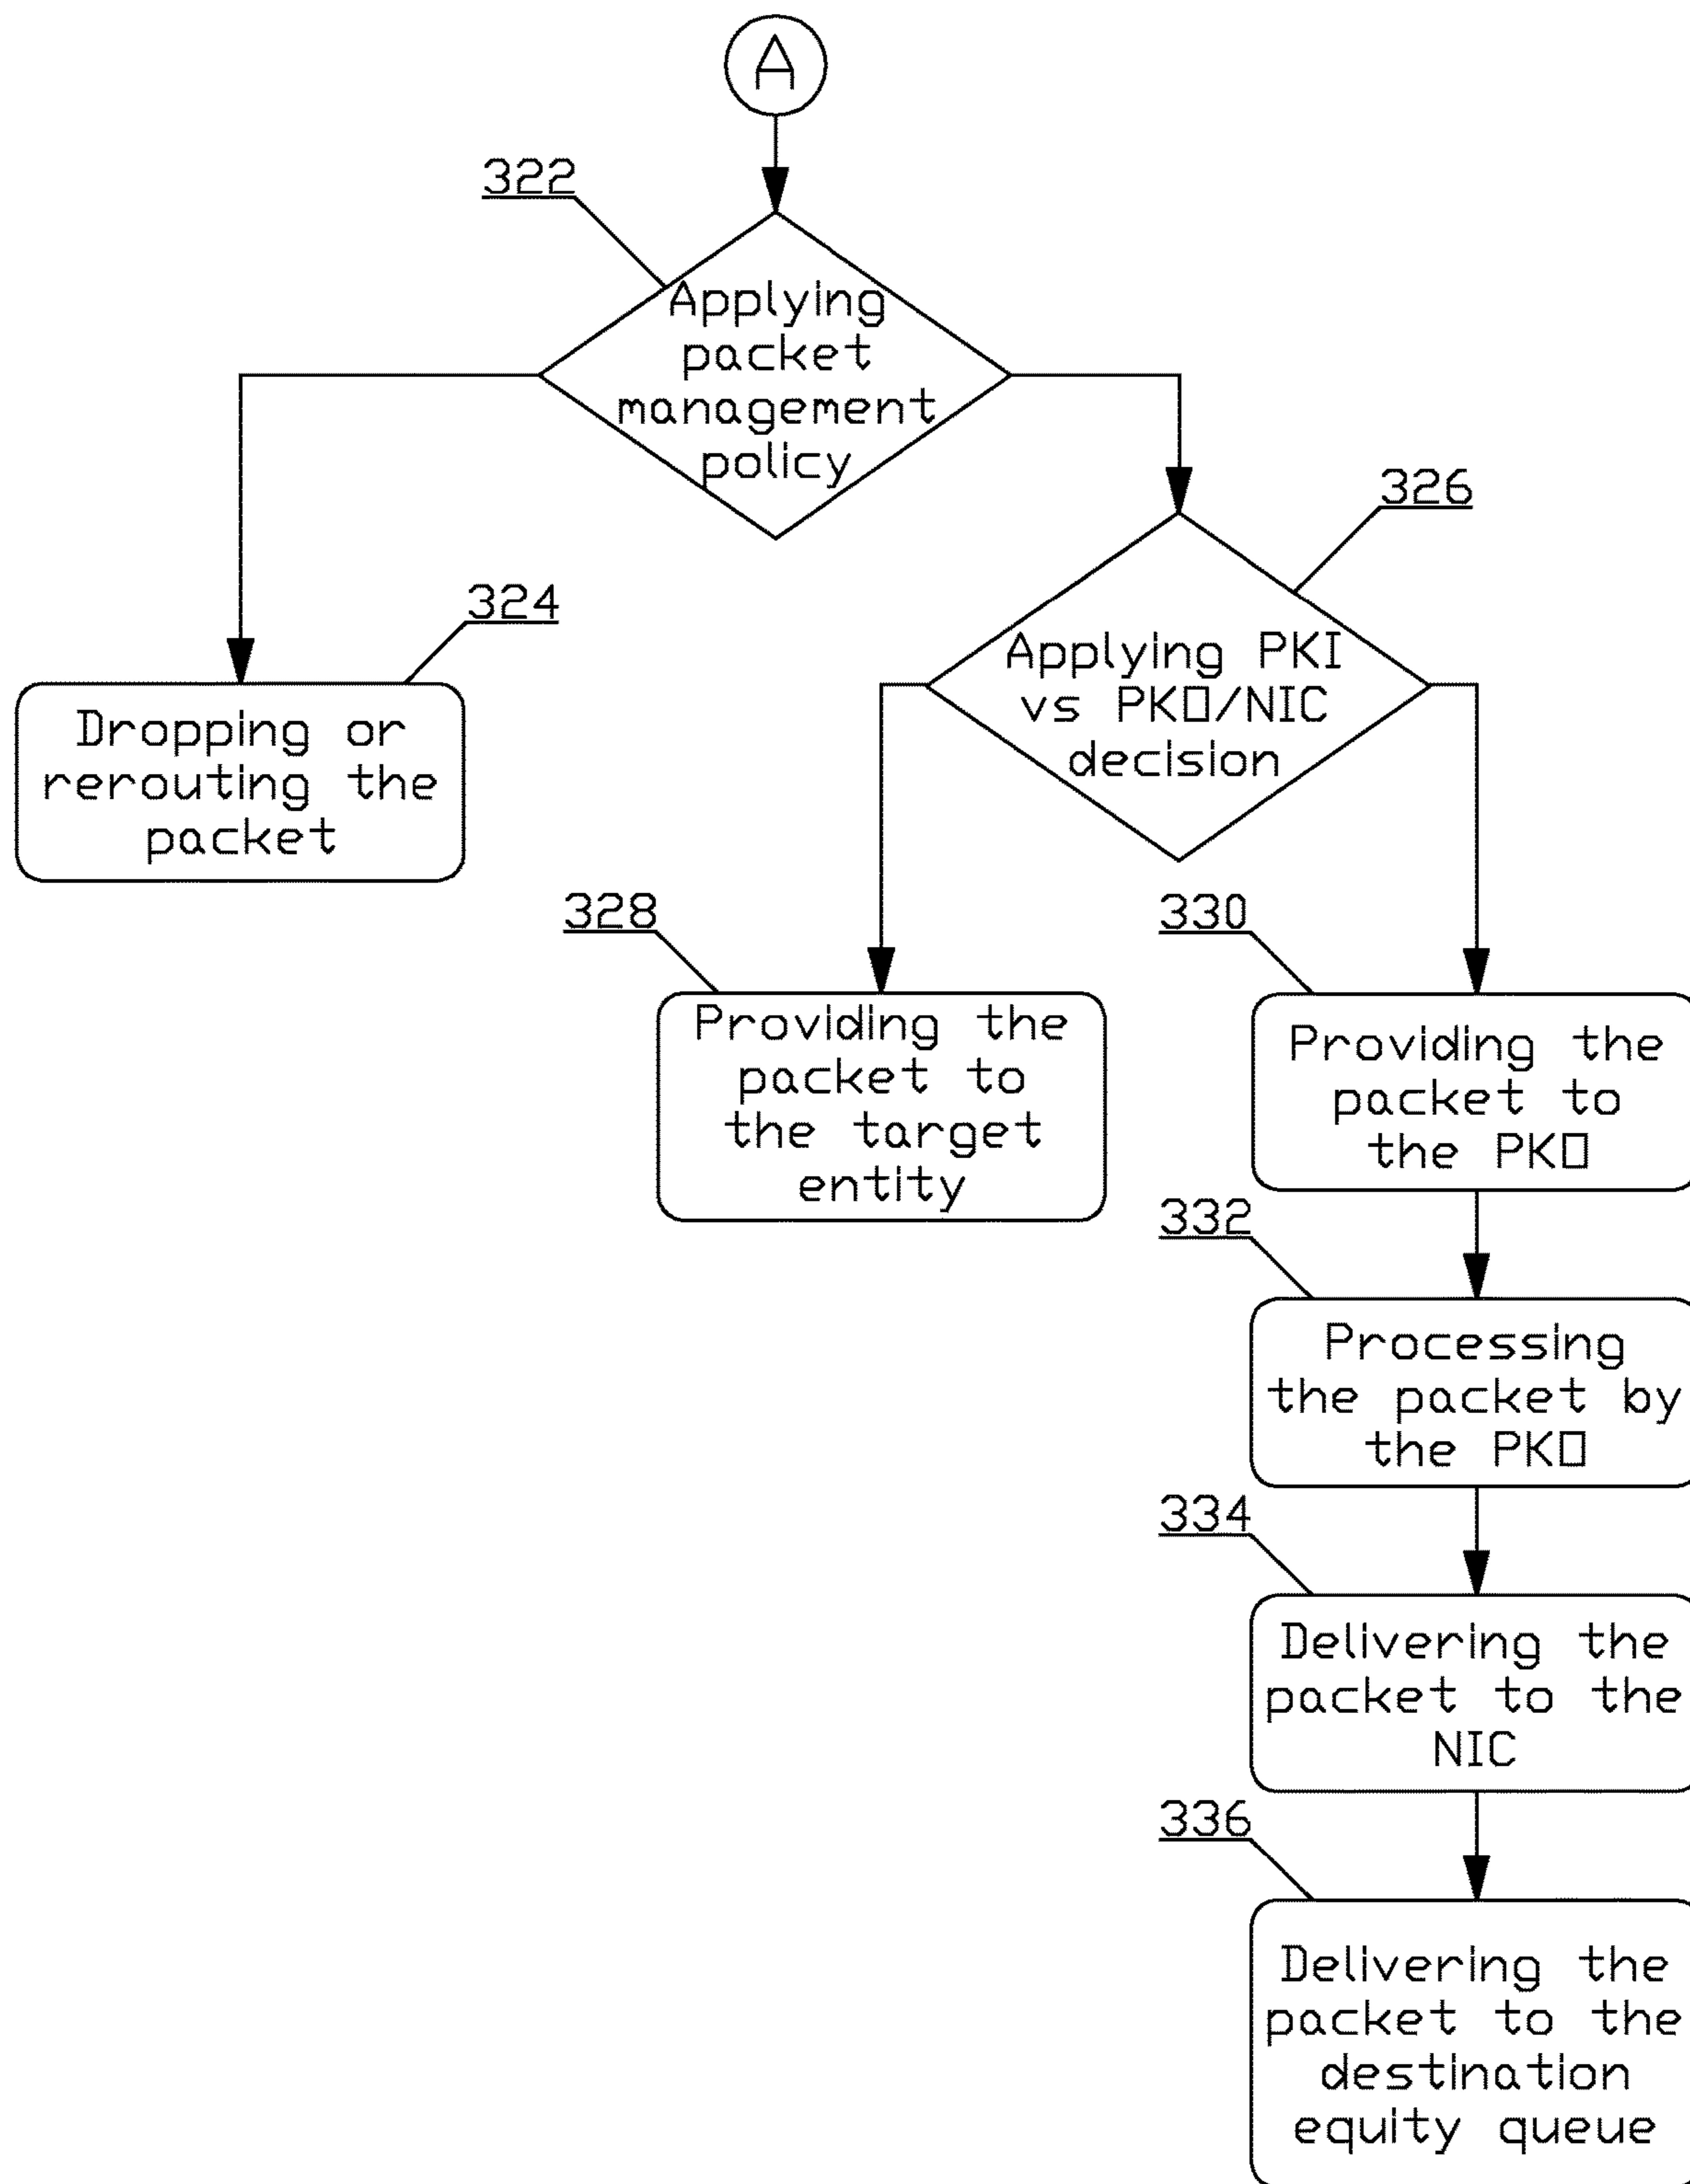 A
322
Applying
packet
management
policy
326
324
Applying PKI
vs PKO/NIC
decision
Dropping or
rerouting the
packet
328
330
Providing the
packet to
the target
entity
Providing the
packet to
the PKO
332
Processing
the packet by
the PKO
334
Delivering the
packet to the
NIC
336
Delivering the
packet to the
destination
equity queue